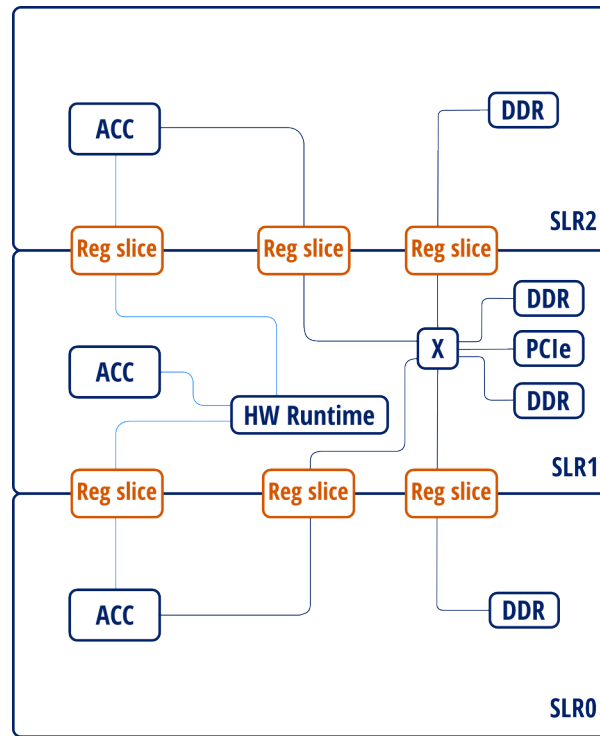 DDR
ACC
SLR2
Reg slice
Reg slice
Reg slice
DDR
X
PCIe
ACC
DDR
HW Runtime
SLR1
Reg slice
Reg slice
Reg slice
ACC
DDR
SLR0